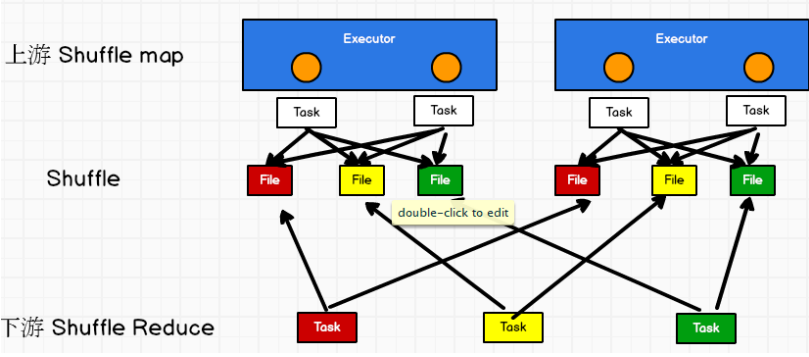 Executor
Executor
上游 Shuffle map
Task
Task
Task
Task
Shuffle
File
File
File
File
File
File
double-click to edit
下游 Shuffle Reduce
Task
Task
Task